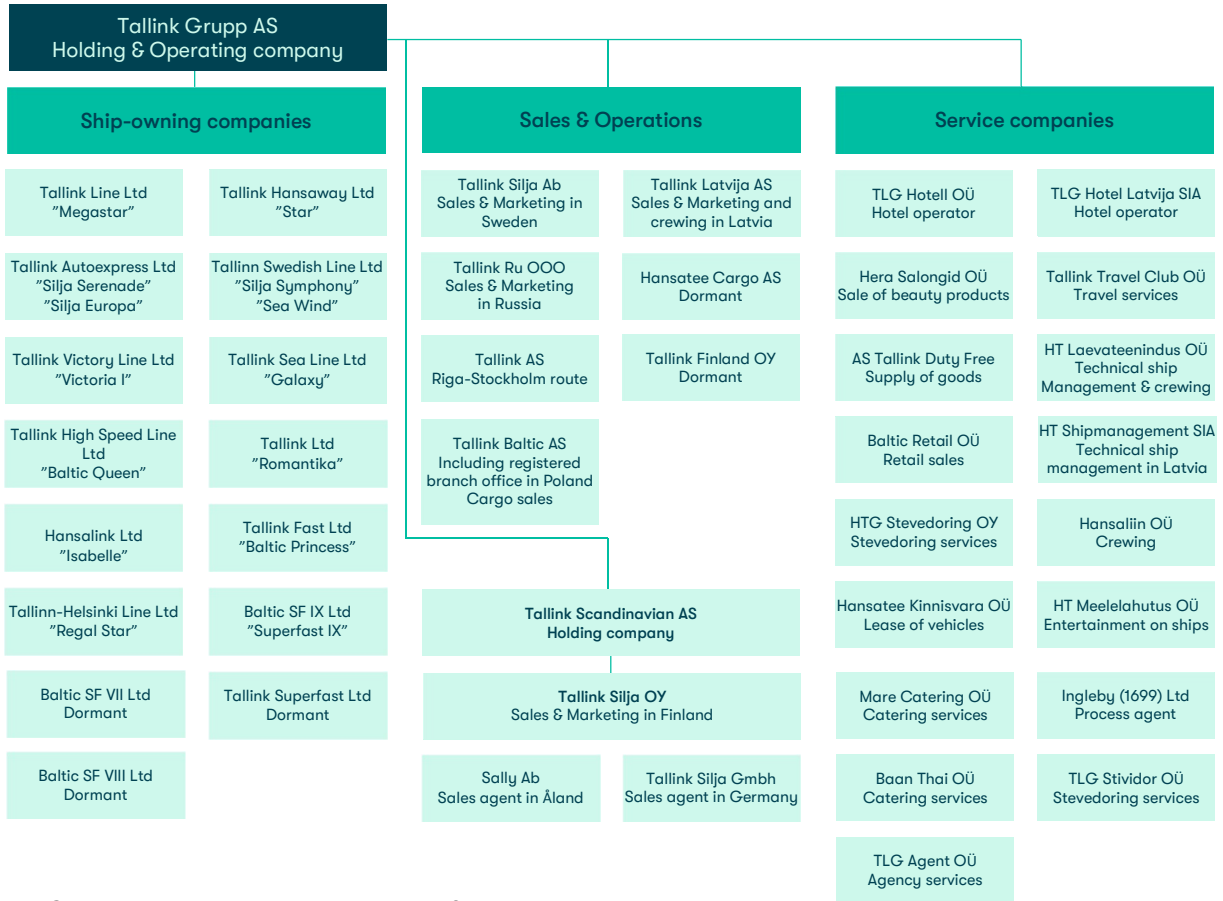 Tallink Grupp AS
Holding & Operating company
Ship-owning companies
Tallink Line Ltd
"Megastar"
Tallink Hansaway Ltd
"Star"
Tallink Autoexpress Ltd
"Silja Serenade"
"Silja Europa"
Tallinn Swedish Line Ltd
"Silja Symphony"
"Sea Wind"
Tallink Victory Line Ltd
"Victoria I"
Tallink Sea Line Ltd
"Galaxy"
Tallink High Speed Line
Ltd
"Baltic Queen"
Tallink Ltd
"Romantika"
Hansalink Ltd
"Isabelle"
Tallink Fast Ltd
"Baltic Princess"
Tallinn-Helsinki Line Ltd
"Regal Star"
Baltic SF IX Ltd
"Superfast IX"
Baltic SF VII Ltd
Dormant
Tallink Superfast Ltd
Dormant
Baltic SF VIII Ltd
Dormant
Sales & Operations
Tallink Silja Ab
Sales & Marketing in
Sweden
Tallink Latvija AS
Sales & Marketing and
crewing in Latvia
Tallink Ru OOO
Sales & Marketing
in Russia
Hansatee Cargo AS
Dormant
Tallink AS
Riga-Stockholm route
Tallink Finland OY
Dormant
Tallink Baltic AS
Including registered
branch office in Poland
Cargo sales
Tallink Scandinavian AS
Holding company
Tallink Silja OY
Sales & Marketing in Finland
Sally Ab
Sales agent in Åland
Tallink Silja Gmbh
Sales agent in Germany
Service companies
TLG Hotell OÜ
Hotel operator
TLG Hotel Latvija SIA
Hotel operator
Hera Salongid OÜ
Sale of beauty products
Tallink Travel Club OÜ
Travel services
AS Tallink Duty Free
Supply of goods
HT Laevateenindus OÜ
Technical ship
Management & crewing
Baltic Retail OÜ
Retail sales
HT Shipmanagement SIA
Technical ship
management in Latvia
HTG Stevedoring OY
Stevedoring services
Hansaliin OÜ
Crewing
Hansatee Kinnisvara OÜ
Lease of vehicles
HT Meelelahutus OÜ
Entertainment on ships
Mare Catering OÜ
Catering services
Ingleby (1699) Ltd
Process agent
Baan Thai OÜ
Catering services
TLG Stividor OÜ
Stevedoring services
TLG Agent OÜ
Agency services